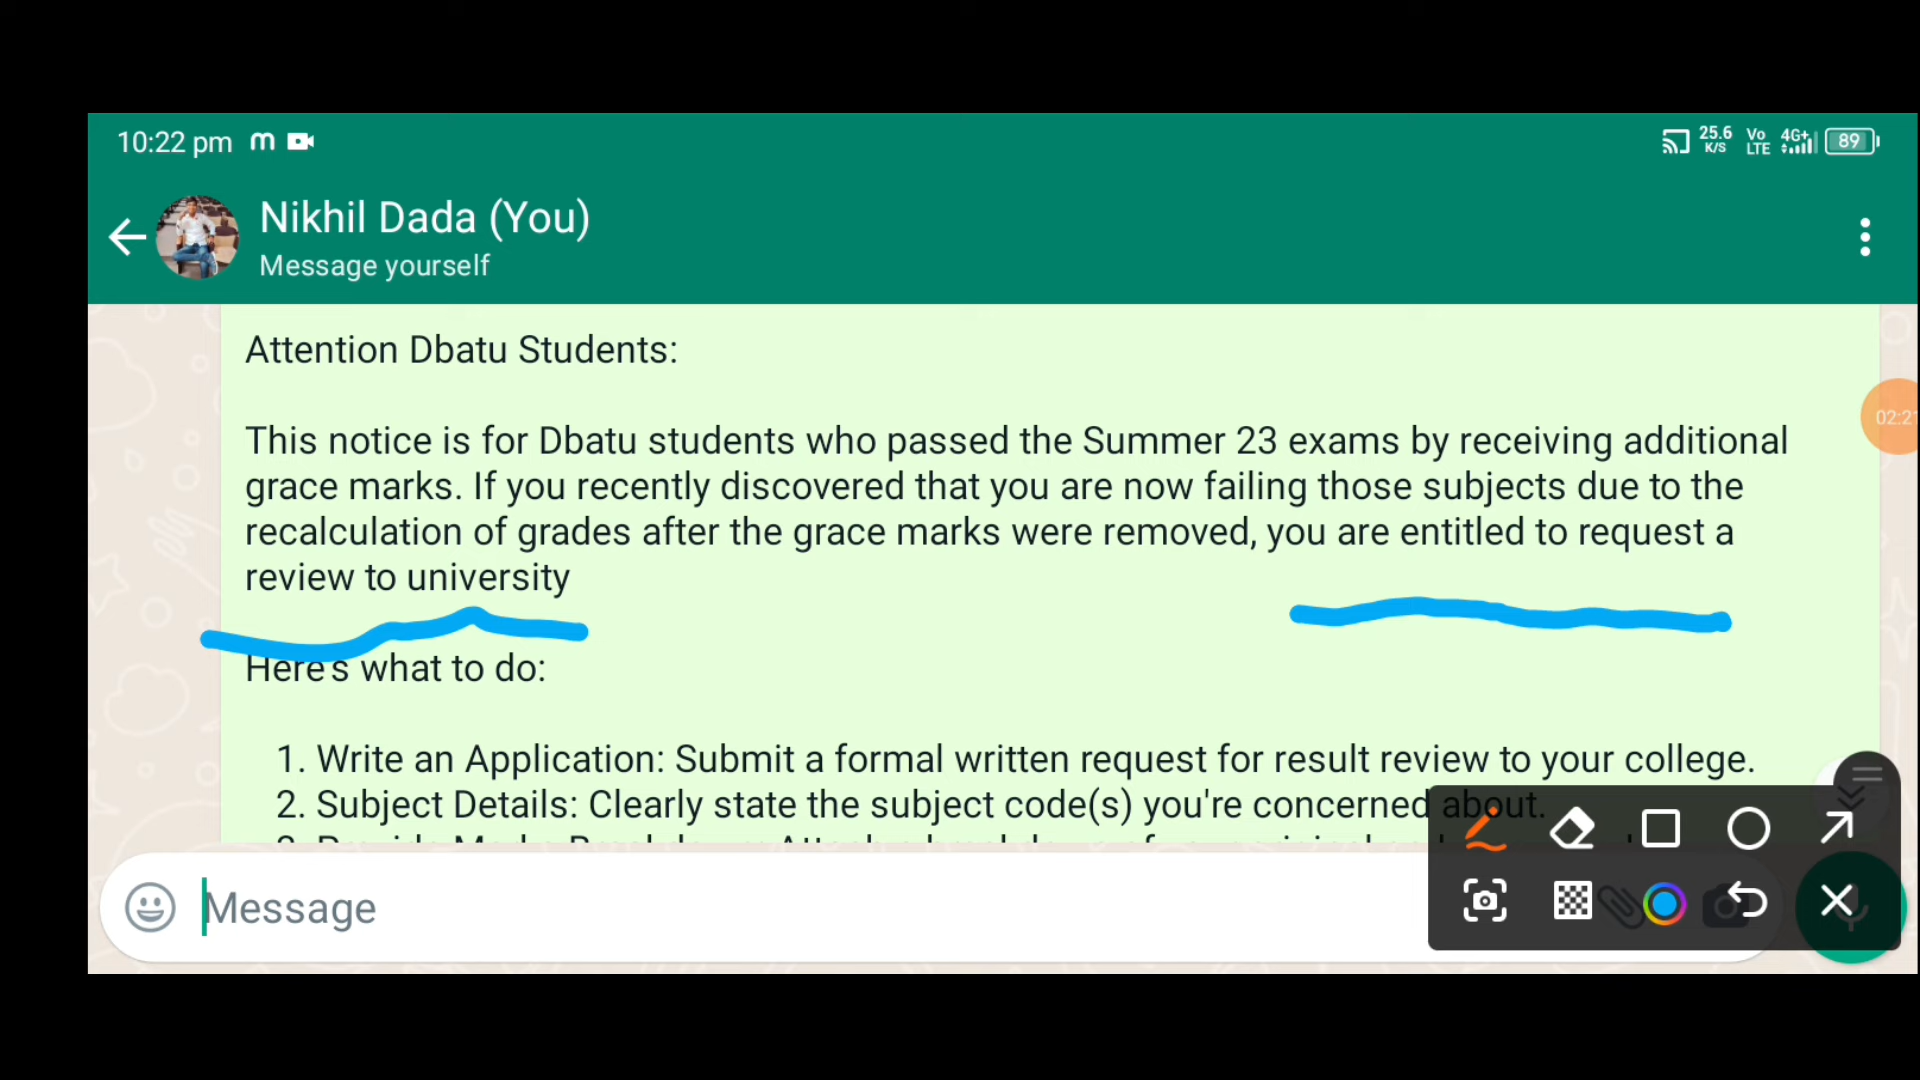 10:22 pm
25.6 K/S Vo LTE 4G+ 89
Nikhil Dada (You)
Message yourself
Attention Dbatu Students:
This notice is for Dbatu students who passed the Summer 23 exams by receiving additional
grace marks. If you recently discovered that you are now failing those subjects due to the
recalculation of grades after the grace marks were removed, you are entitled to request a
review to university
02:21
Here's what to do:
1. Write an Application: Submit a formal written request for result review to your college.
2. Subject Details: Clearly state the subject code(s) you're concerned about.
Message